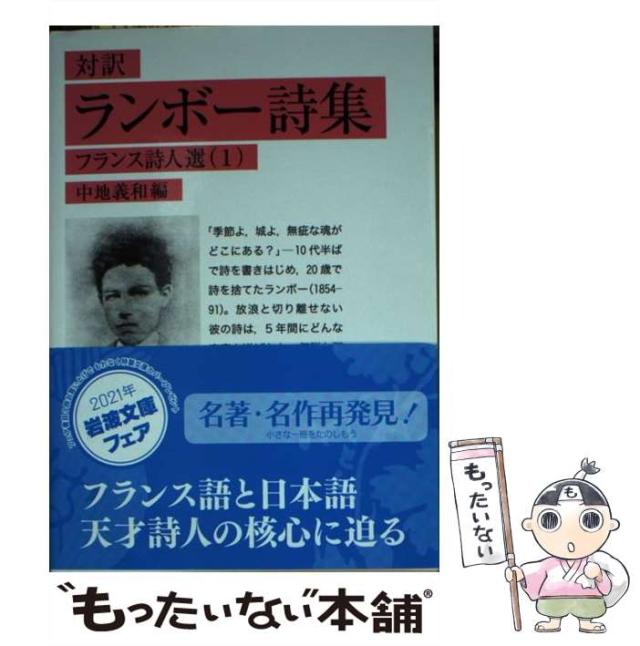 対訳
ランボー詩集
フランス詩人選(1)
中地義和編
「季節よ，城よ，無疵な魂が
どこにある？」―10代半ば
で詩を書きはじめ，20歳で
詩を捨てたランボー(1854–
91)。放浪と切り離せない
彼の詩は，5年間にどんな
2021年
岩波文庫
フェア
名著・名作再発見！
小さな一冊をたのしもう
フランス語と日本語
天才詩人の核心に迫る
“もったいない”本舗®
も
もったいない